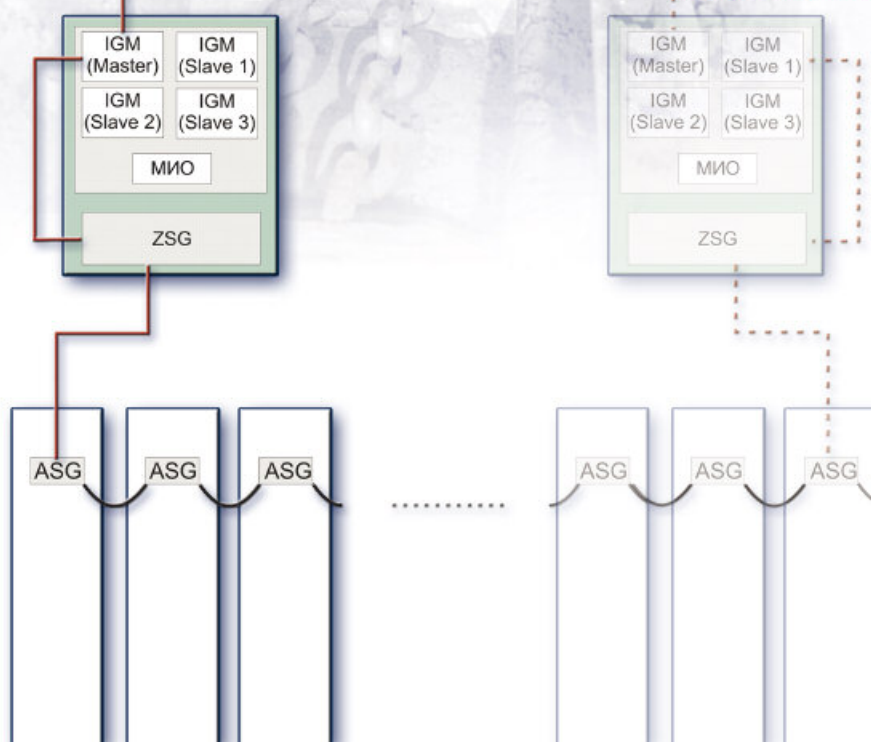 IGM
(Master)
IGM
(Slave 1)
IGM
(Slave 2)
IGM
(Slave 3)
МИО
ZSG
IGM
(Master)
IGM
(Slave 1)
IGM
(Slave 2)
IGM
(Slave 3)
МИО
ZSG
ASG
ASG
ASG
ASG
ASG
ASG